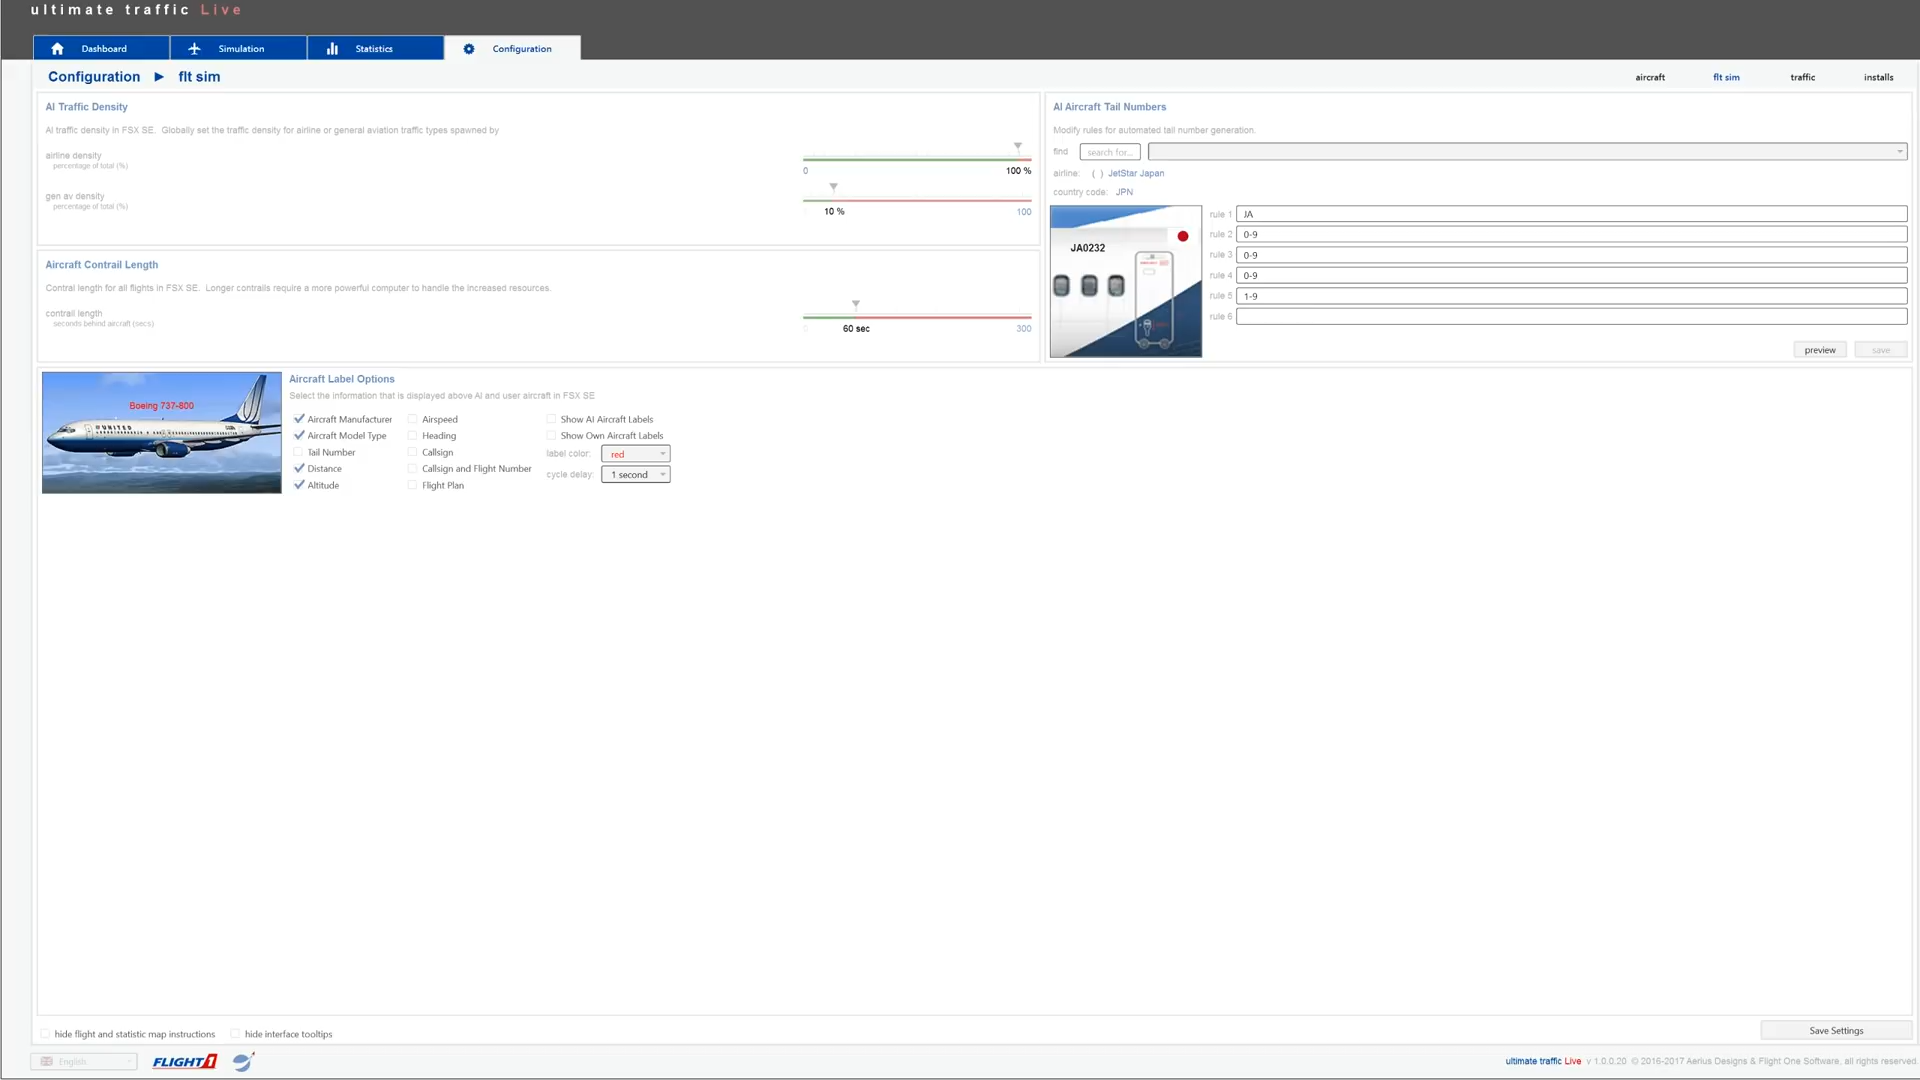 ultimate traffic Live
Dashboard
Simulation
Statistics
Configuration
Configuration ► flt sim
aircraft
flt sim
traffic
installs
AI Traffic Density
AI traffic density in FSX SE. Globally set the traffic density for airline or general aviation traffic types spawned by
airline density
percentage of total (%)
0
100 %
gen av density
percentage of total (%)
10 %
100
Aircraft Contrail Length
Contral length for all flights in FSX SE. Longer contrails require a more powerful computer to handle the increased resources.
contrail length
seconds behind aircraft (secs)
60 sec
300
AI Aircraft Tail Numbers
Modify rules for automated tail number generation.
find
search for...
airline: ( ) JetStar Japan
country code: JPN
JA0232
rule 1 JA
rule 2 0-9
rule 3 0-9
rule 4 0-9
rule 5 1-9
rule 6
preview
save
Boeing 737-800
UNITED
Aircraft Label Options
Select the information that is displayed above AI and user aircraft in FSX SE
Aircraft Manufacturer
Aircraft Model Type
Tail Number
Distance
Altitude
Airspeed
Heading
Callsign
Callsign and Flight Number
Flight Plan
Show AI Aircraft Labels
Show Own Aircraft Labels
label color: red
cycle delay: 1 second
hide flight and statistic map instructions
hide interface tooltips
Save Settings
English
FLIGHT1
ultimate traffic Live v 1.0.0.20 © 2016-2017 Aerius Designs & Flight One Software, all rights reserved.